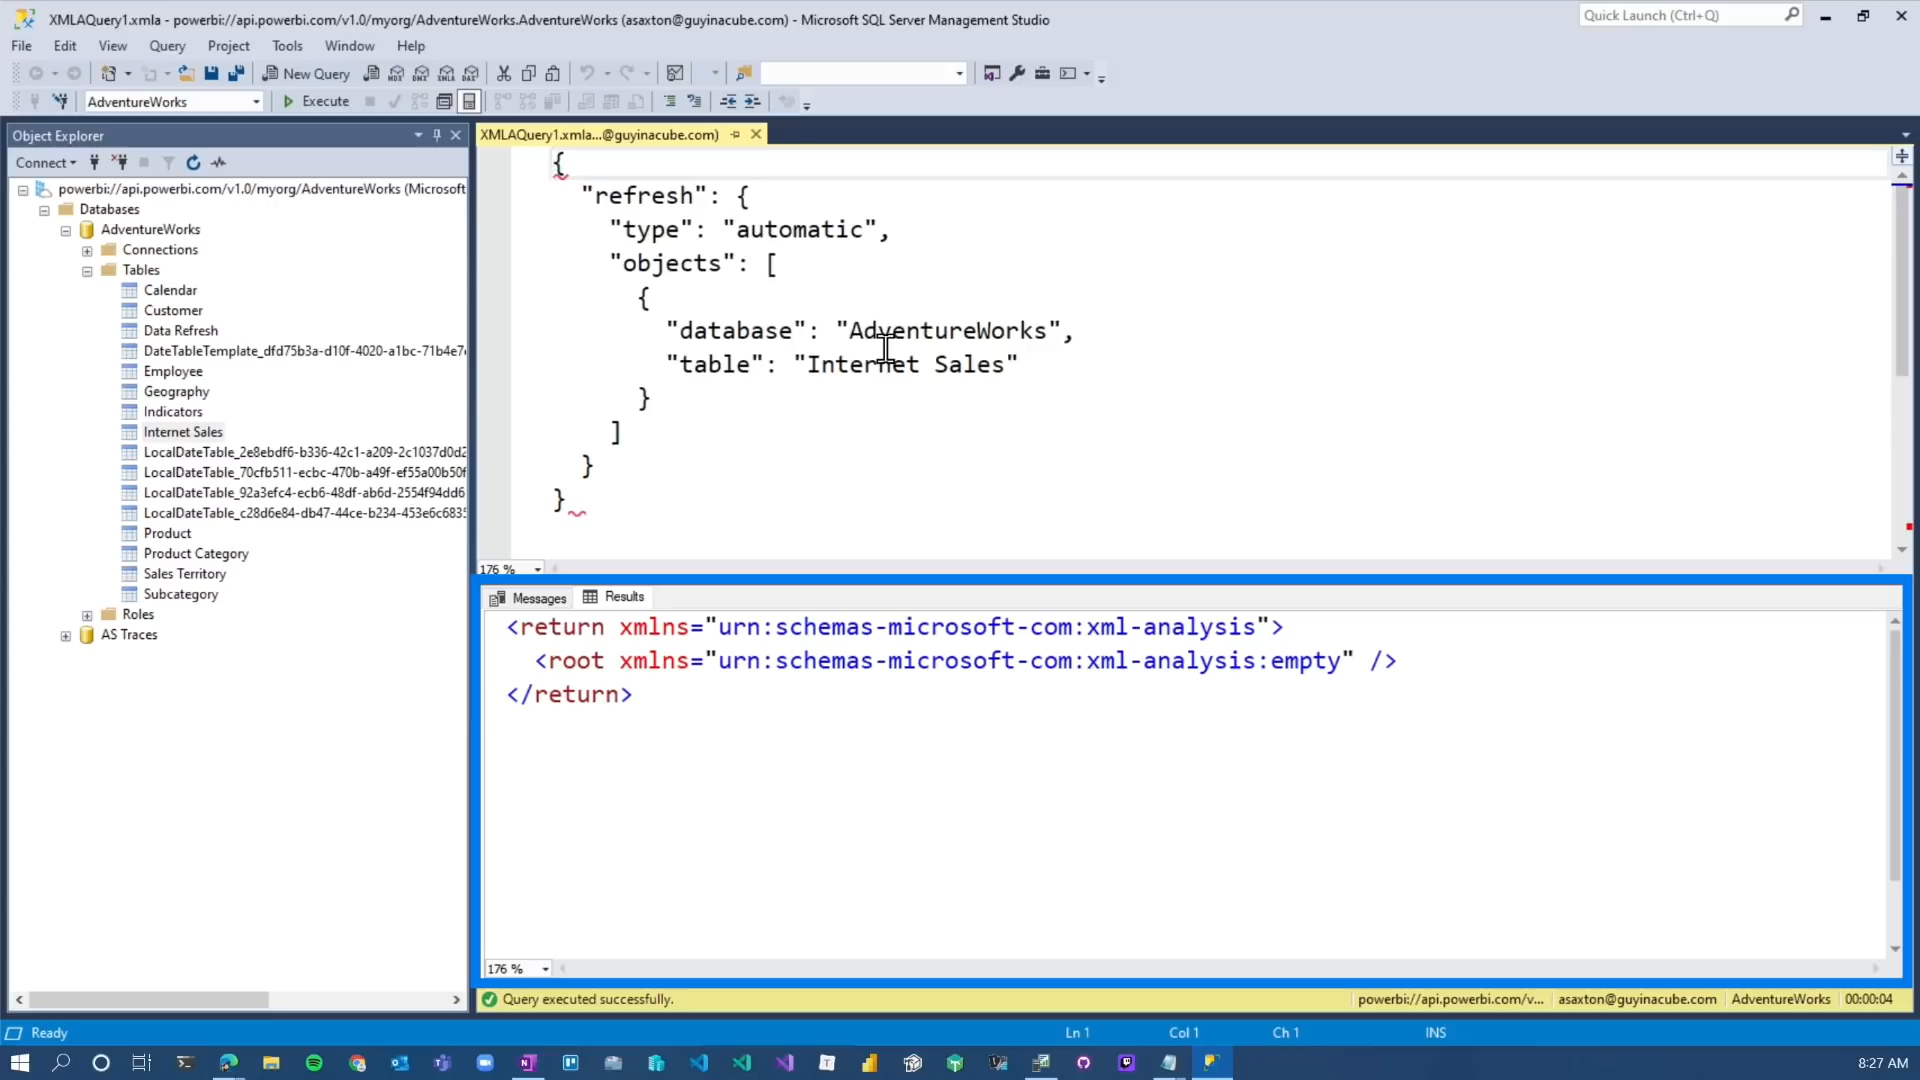 XMLAQuery1.xmla - powerbi://api.powerbi.com/v1.0/myorg/AdventureWorks.AdventureWorks (asaxton@guyinacube.com) - Microsoft SQL Server Management Studio
Quick Launch (Ctrl+Q)
File Edit View Query Project Tools Window Help
New Query MDX DMX XMLA DAX
AdventureWorks Execute
Object Explorer
XMLAQuery1.xmla...@guyinacube.com)
Connect
powerbi://api.powerbi.com/v1.0/myorg/AdventureWorks (Microsoft
Databases
AdventureWorks
Connections
Tables
Calendar
Customer
Data Refresh
DateTableTemplate_dfd75b3a-d10f-4020-a1bc-71b4e7
Employee
Geography
Indicators
Internet Sales
LocalDateTable_2e8ebdf6-b336-42c1-a209-2c1037d0d2
LocalDateTable_70cfb511-ecbc-470b-a49f-ef55a00b50f
LocalDateTable_92a3efc4-ecb6-48df-ab6d-2554f94dd6
LocalDateTable_c28d6e84-db47-44ce-b234-453e6c6835
Product
Product Category
Sales Territory
Subcategory
Roles
AS Traces
{
"refresh": {
"type": "automatic",
"objects": [
{
"database": "AdventureWorks",
"table": "Internet Sales"
}
]
}
}
176 %
Messages Results
<return xmlns="urn:schemas-microsoft-com:xml-analysis">
<root xmlns="urn:schemas-microsoft-com:xml-analysis:empty" />
</return>
176 %
Query executed successfully. powerbi://api.powerbi.com/v... asaxton@guyinacube.com AdventureWorks 00:00:04
Ready Ln 1 Col 1 Ch 1 INS
8:27 AM